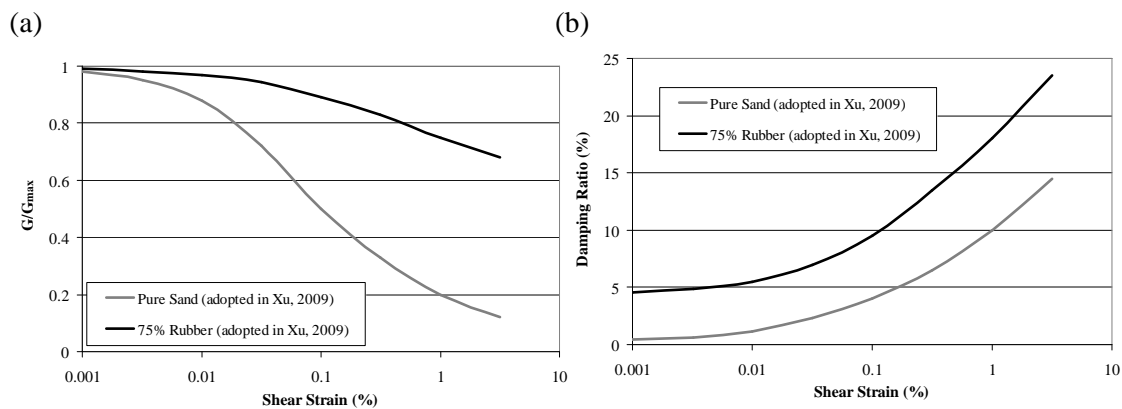 (a)
1
0.8
0.6
0.4
0.2
0
G/Gmax
Pure Sand (adopted in Xu, 2009)
75% Rubber (adopted in Xu, 2009)
0.001 0.01 0.1 1 10
Shear Strain (%)
(b)
25
20
15
10
5
0
Damping Ratio (%)
Pure Sand (adopted in Xu, 2009)
75% Rubber (adopted in Xu, 2009)
0.001 0.01 0.1 1 10
Shear Strain (%)